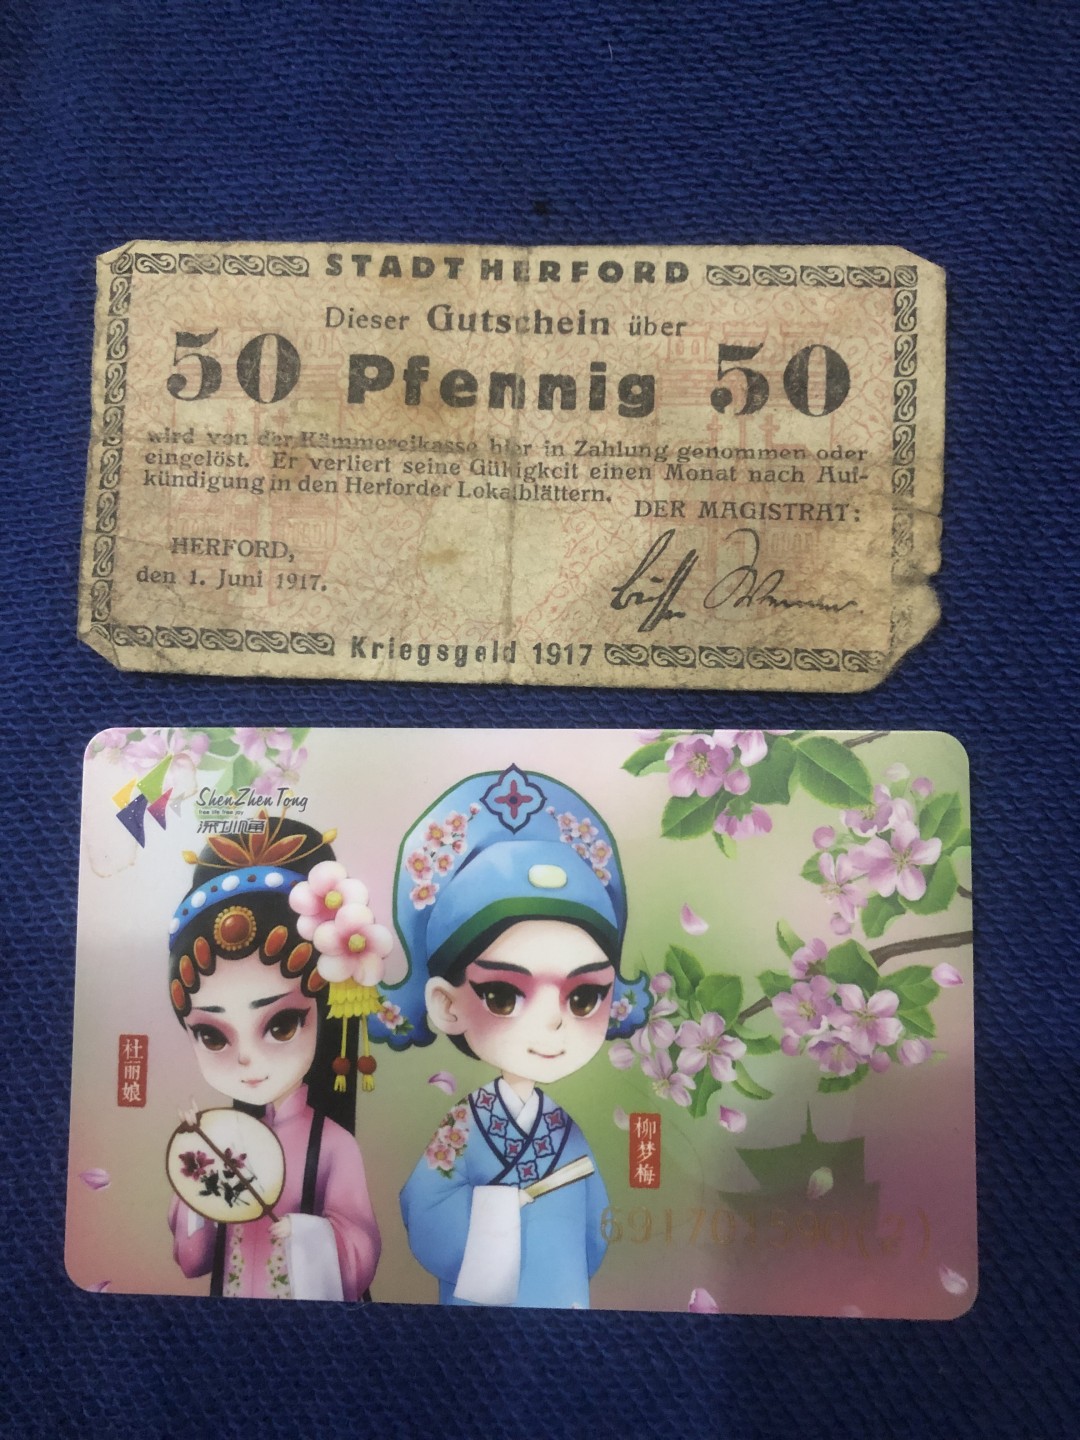 STADT HERFORD
Dieser Gutschein über
50 Pfennig 50
wird von der Kämmereikasse hier in Zahlung genommen oder
eingelöst. Er verliert seine Gültigkeit einen Monat nach Auf-
kündigung in den Herforder Lokalblättern.
DER MAGISTRAT:
HERFORD,
den 1. Juni 1917.
Kriegsgeld 1917
ShenZhen Tong
深圳通
杜丽娘
柳梦梅